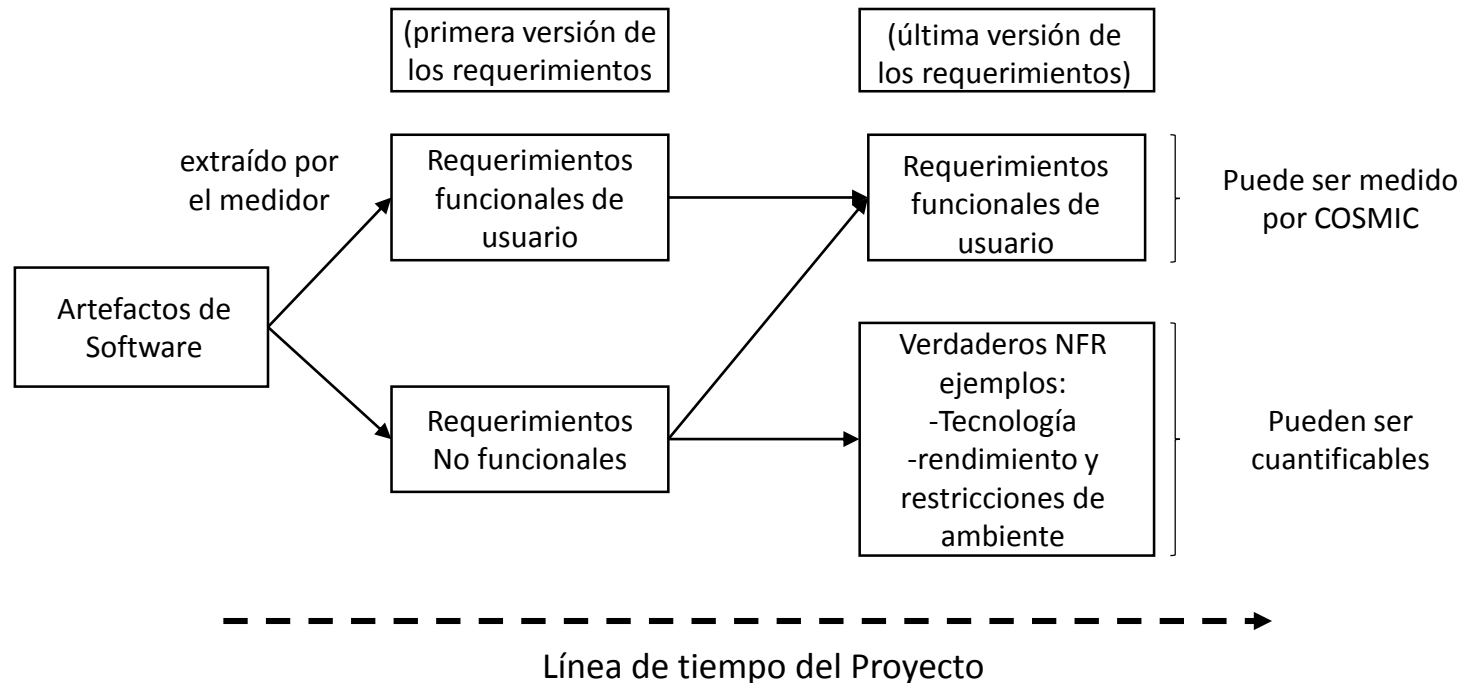 (primera versión de
los requerimientos
(última versión de
los requerimientos)
extraído por
el medidor
Requerimientos
funcionales de
usuario
Requerimientos
funcionales de
usuario
Puede ser medido
por COSMIC
Artefactos de
Software
Requerimientos
No funcionales
Verdaderos NFR
ejemplos:
-Tecnología
-rendimiento y
restricciones de
ambiente
Pueden ser
cuantificables
Línea de tiempo del Proyecto